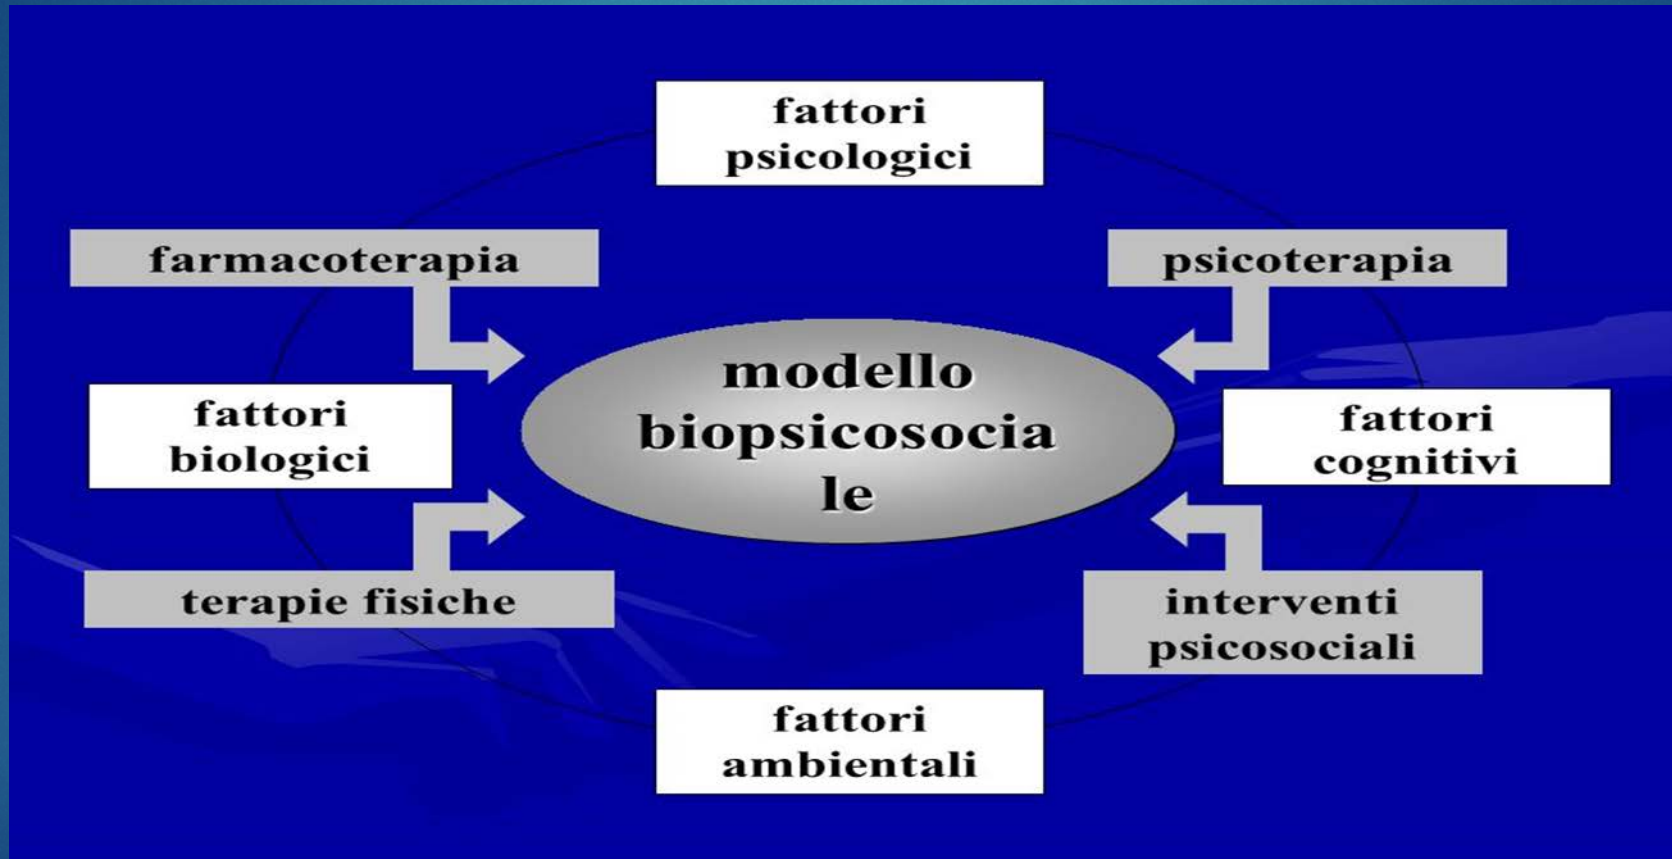 fattori
psicologici
farmacoterapia
psicoterapia
modello
biopsicosocia
le
fattori
biologici
fattori
cognitivi
terapie fisiche
interventi
psicosociali
fattori
ambientali